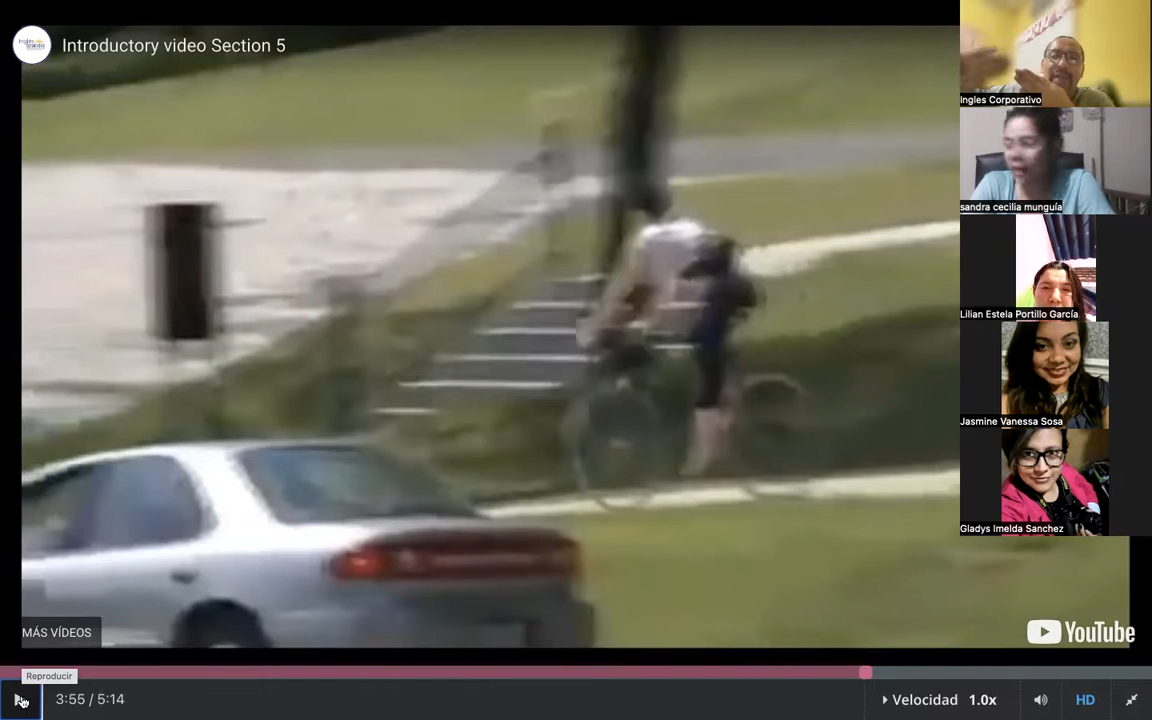 Introductory video Section 5
Ingles Corporativo
sandra cecilia munguía
Lilian Estela Portillo García
Jasmine Vanessa Sosa
Gladys Imelda Sanchez
MÁS VÍDEOS
YouTube
Reproducir
3:55 / 5:14
Velocidad 1.0x
HD